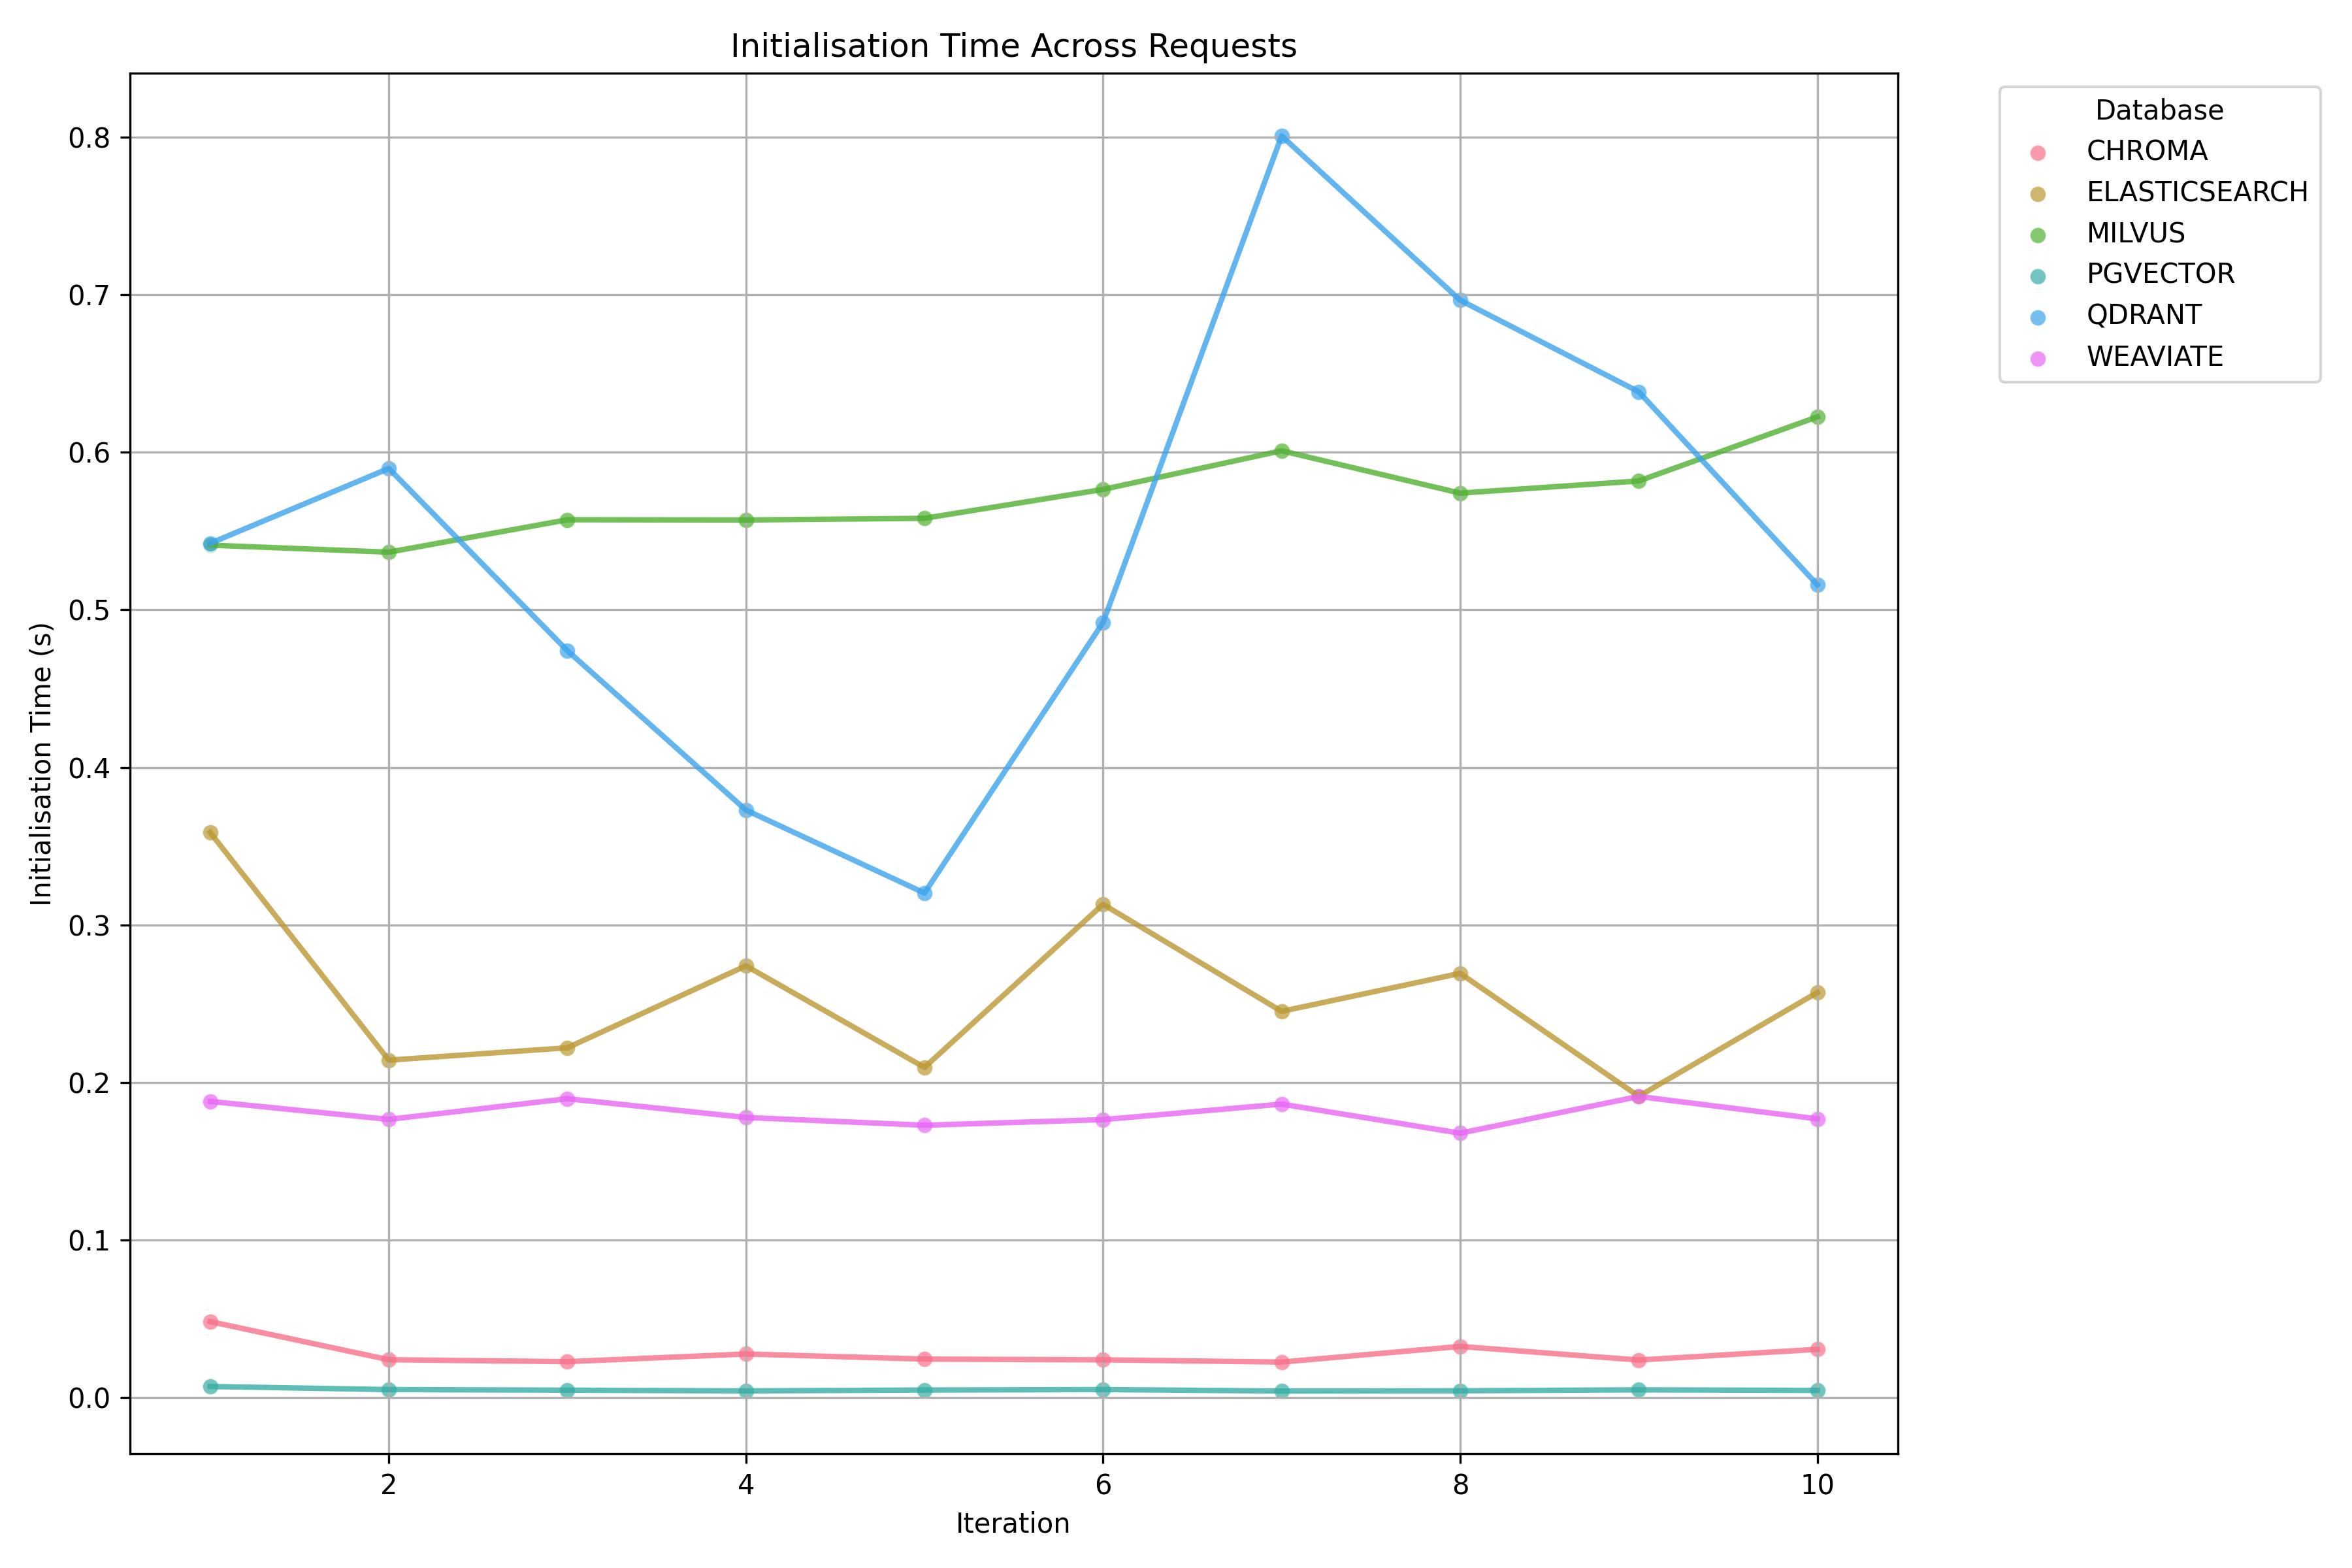 Initialisation Time Across Requests
Database
CHROMA
ELASTICSEARCH
MILVUS
PGVECTOR
QDRANT
WEAVIATE
Initialisation Time (s)
0.8
0.7
0.6
0.5
0.4
0.3
0.2
0.1
0.0
2 4 6 8 10
Iteration